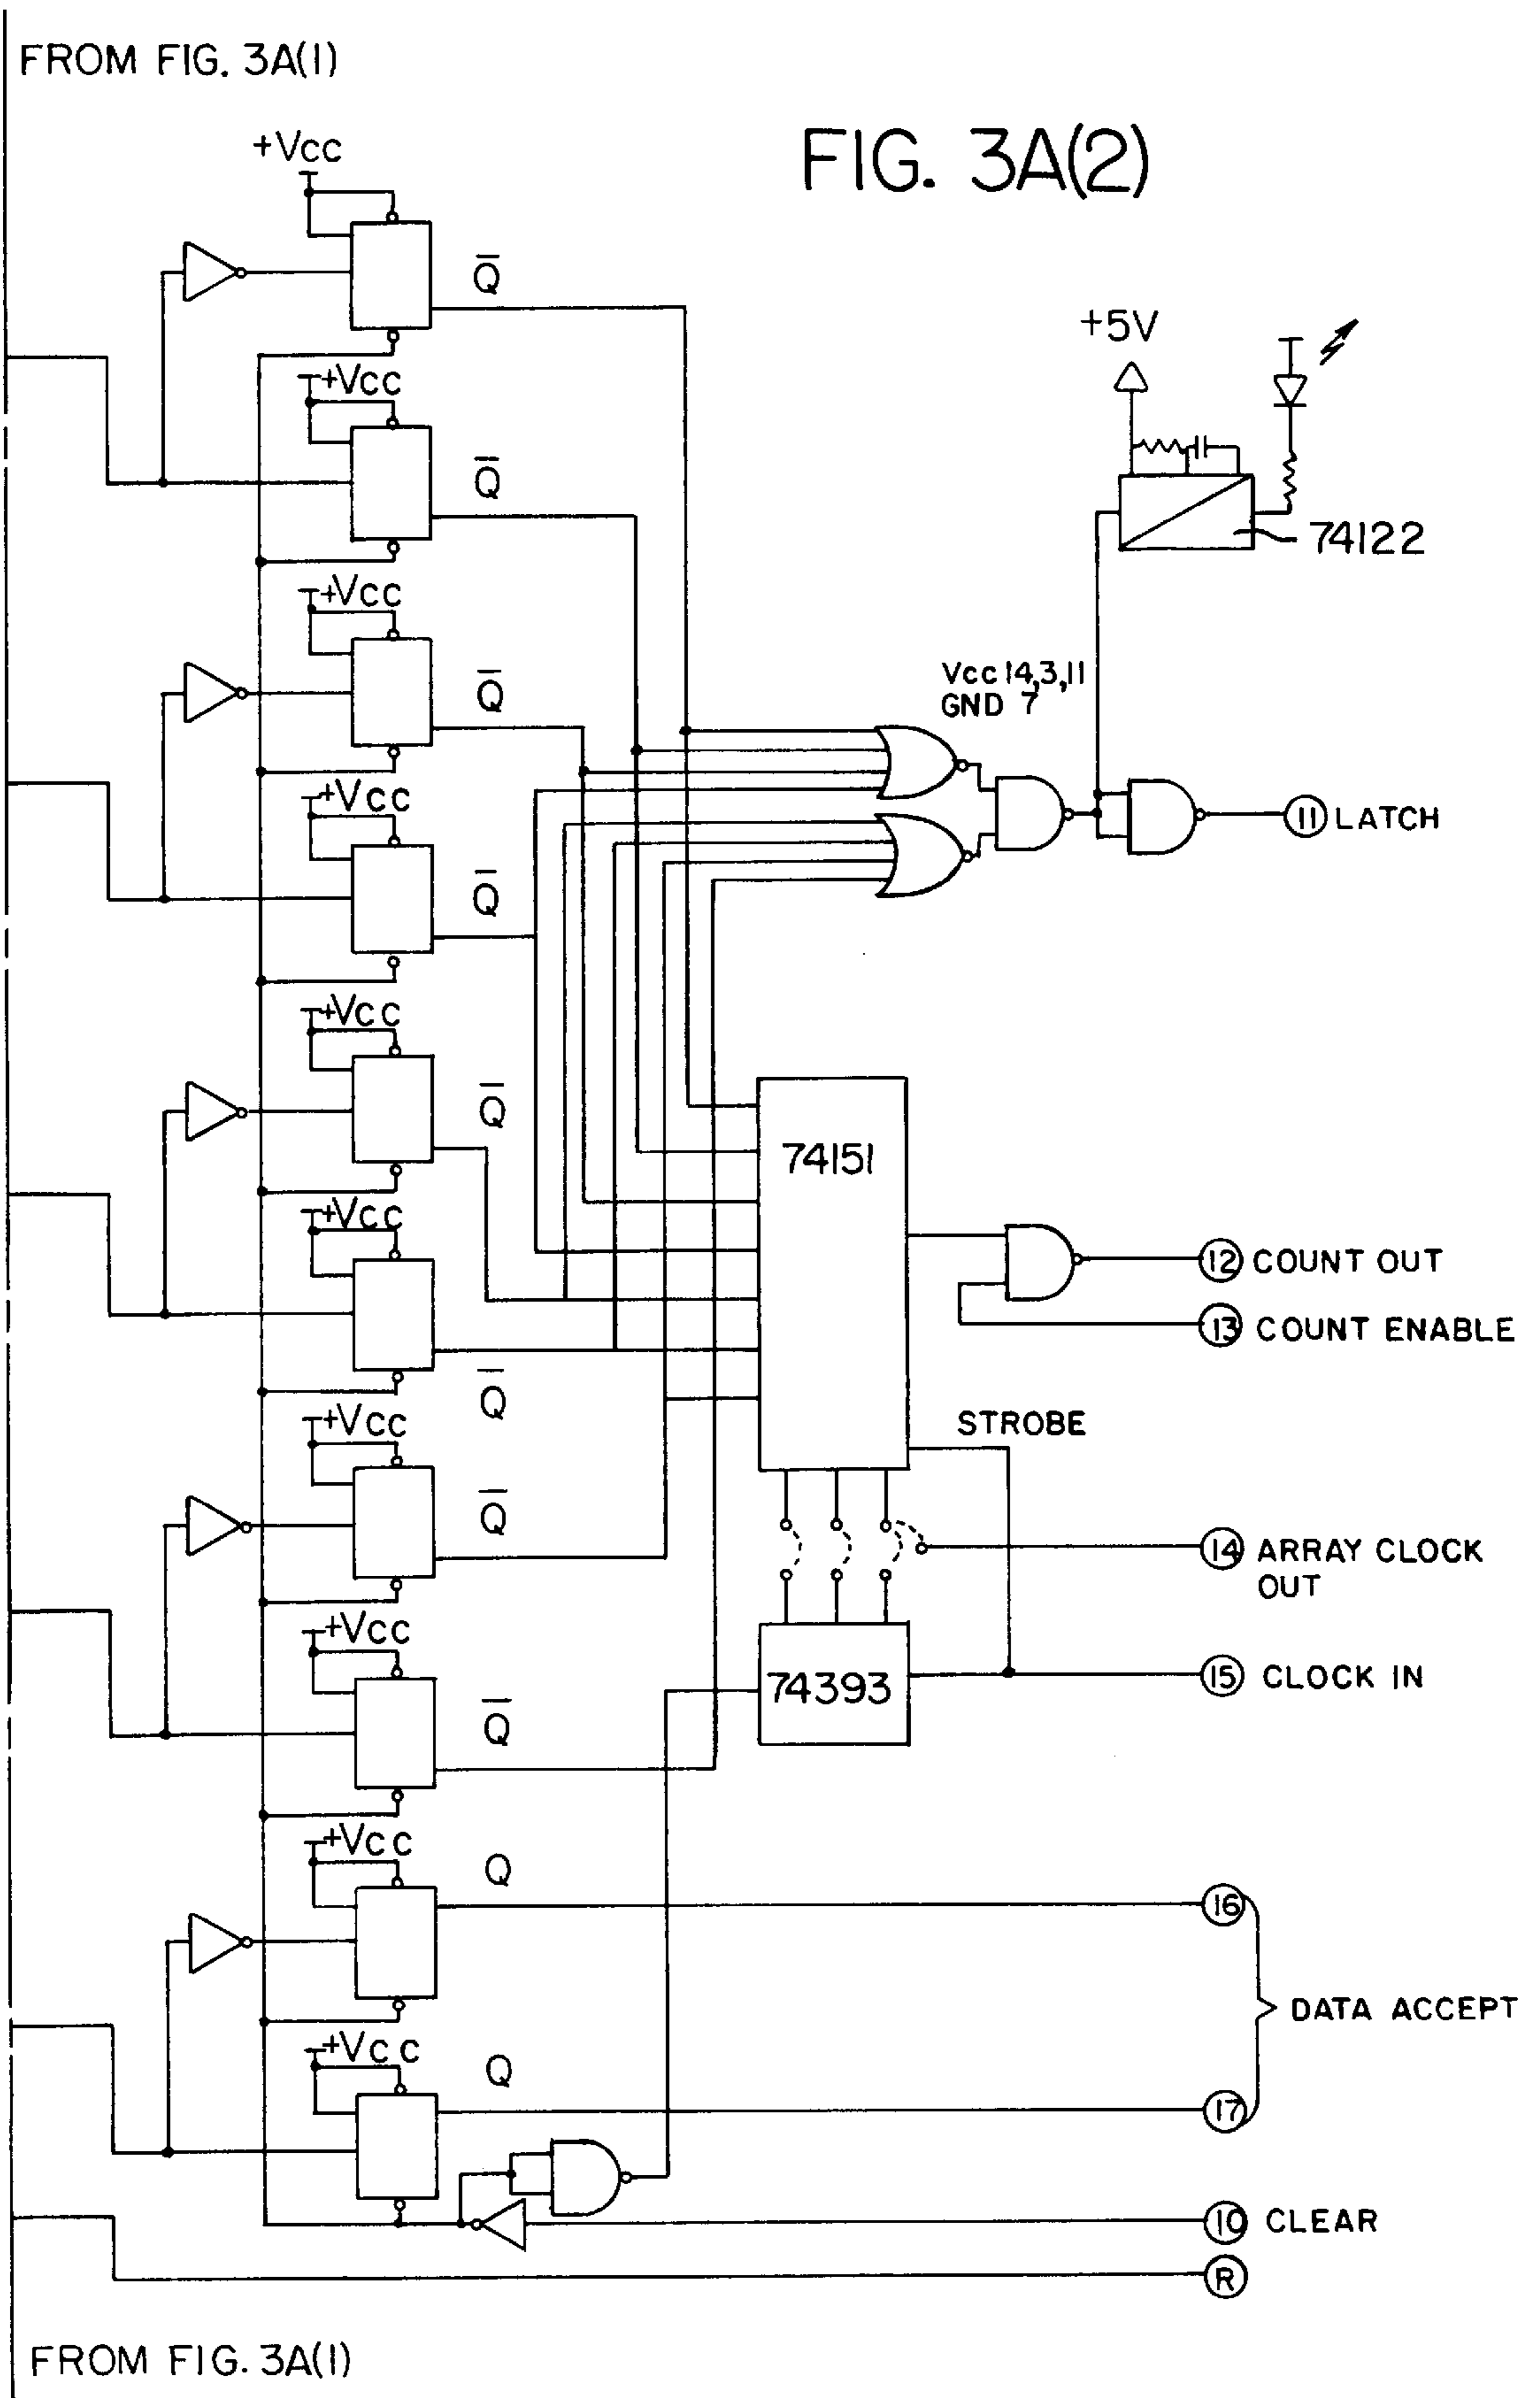 FROM FIG. 3A(1)
FIG. 3A(2)
+Vcc
Q̅
+5V
+Vcc
Q̅
74122
+Vcc
Q̅
Vcc 14,3,11
GND 7
+Vcc
11 LATCH
Q̅
+Vcc
Q̅
74151
+Vcc
12 COUNT OUT
13 COUNT ENABLE
Q̅
+Vcc
STROBE
Q̅
14 ARRAY CLOCK
OUT
+Vcc
15 CLOCK IN
74393
Q̅
+Vcc
Q
16
DATA ACCEPT
+Vcc
Q
17
10 CLEAR
R
FROM FIG. 3A(1)